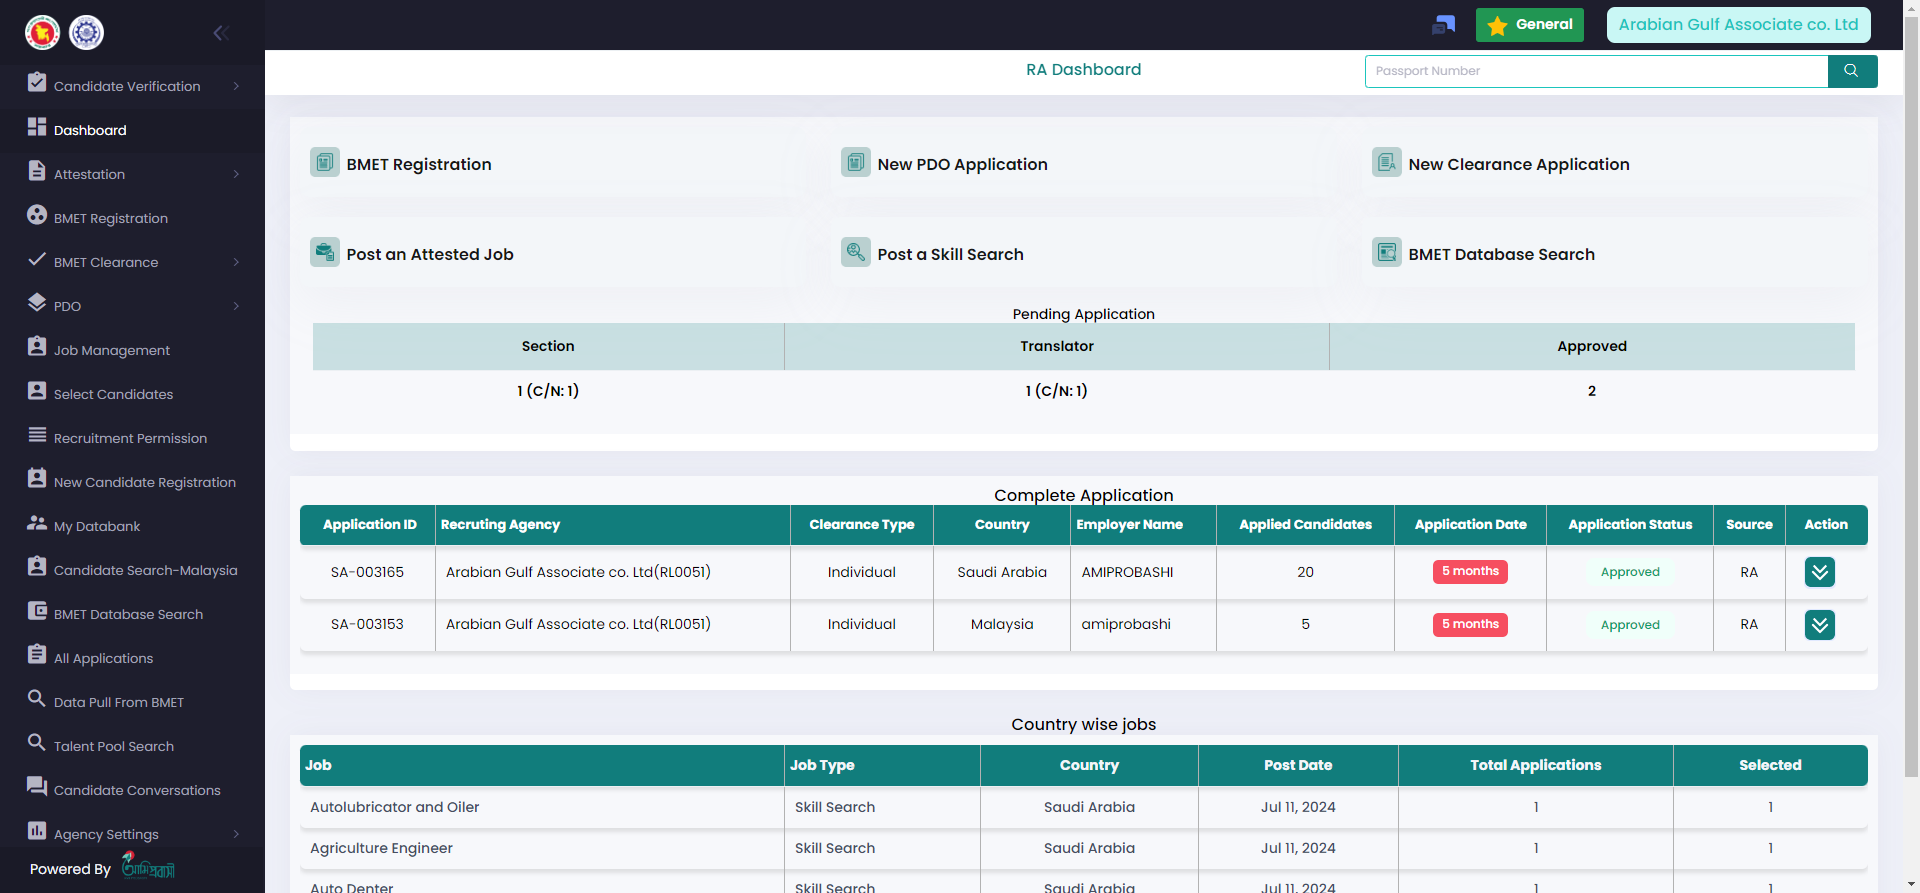 General
Arabian Gulf Associate co. Ltd
RA Dashboard
Passport Number
Candidate Verification
Dashboard
Attestation
BMET Registration
BMET Clearance
PDO
Job Management
Select Candidates
Recruitment Permission
New Candidate Registration
My Databank
Candidate Search-Malaysia
BMET Database Search
All Applications
Data Pull From BMET
Talent Pool Search
Candidate Conversations
Agency Settings
Powered By আমি প্রবাসী
BMET Registration
New PDO Application
New Clearance Application
Post an Attested Job
Post a Skill Search
BMET Database Search
Pending Application
Section Translator Approved
1 (C/N: 1) 1 (C/N: 1) 2
Complete Application
Application ID Recruting Agency Clearance Type Country Employer Name Applied Candidates Application Date Application Status Source Action
SA-003165 Arabian Gulf Associate co. Ltd(RL0051) Individual Saudi Arabia AMIPROBASHI 20 5 months Approved RA
SA-003153 Arabian Gulf Associate co. Ltd(RL0051) Individual Malaysia amiprobashi 5 5 months Approved RA
Country wise jobs
Job Job Type Country Post Date Total Applications Selected
Autolubricator and Oiler Skill Search Saudi Arabia Jul 11, 2024 1 1
Agriculture Engineer Skill Search Saudi Arabia Jul 11, 2024 1 1
Auto Denter Skill Search Saudi Arabia Jul 11, 2024 1 1